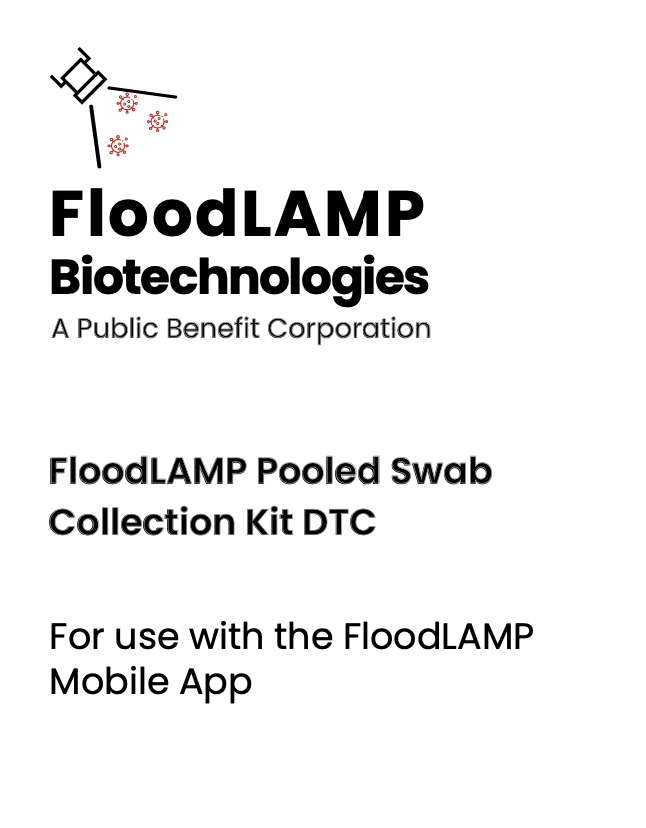 FloodLAMP
Biotechnologies
A Public Benefit Corporation
FloodLAMP Pooled Swab
Collection Kit DTC
For use with the FloodLAMP
Mobile App